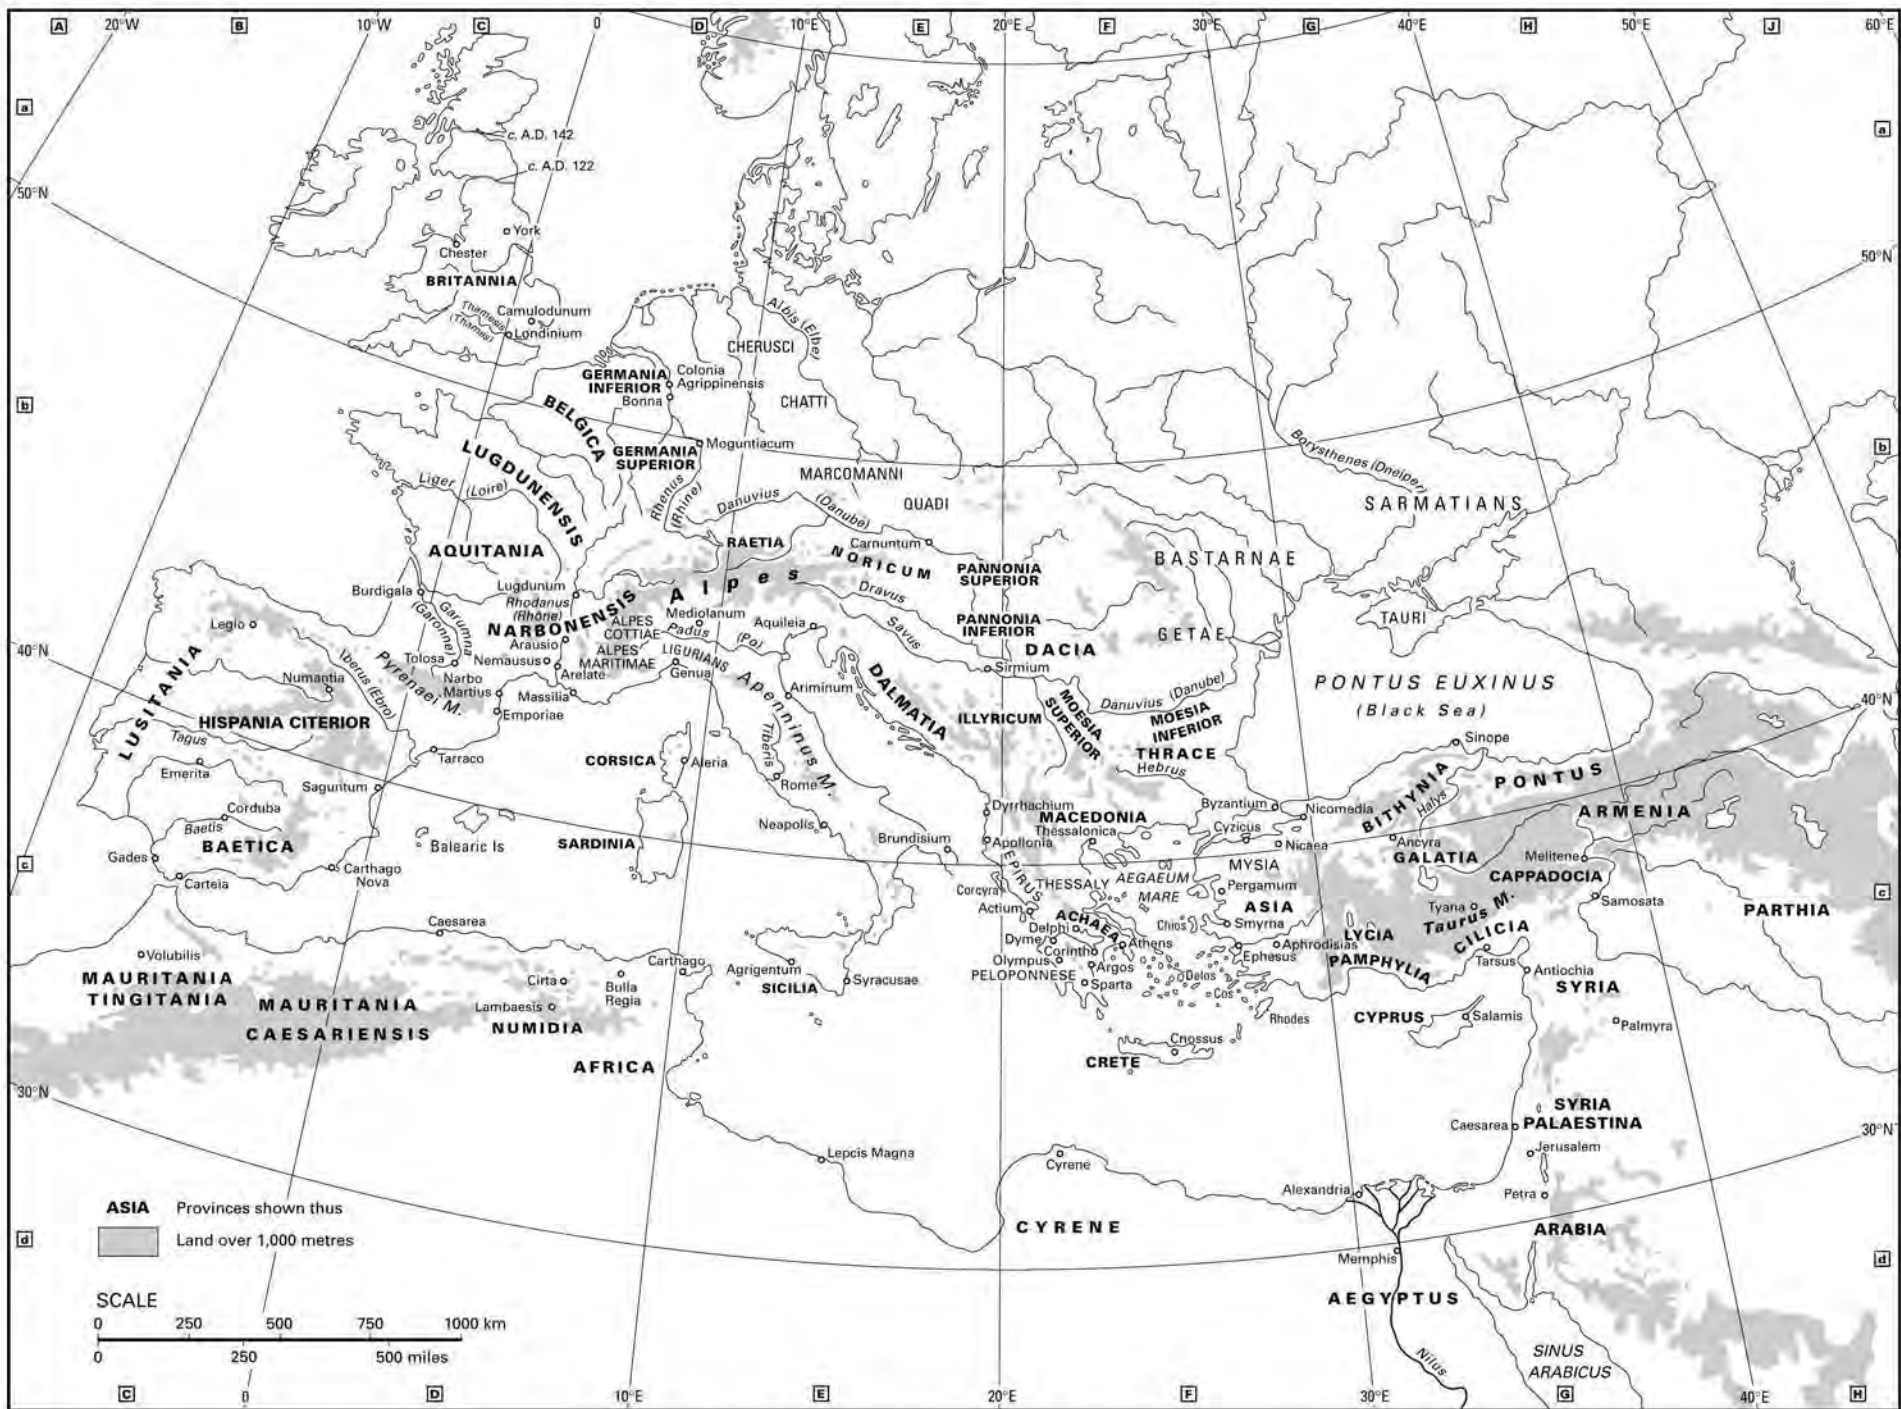 A
20°W
B
10°W
C
0
D
10°E
E
20°E
F
30°E
G
40°E
H
50°E
J
60°E
a
a
c. A.D. 142
c. A.D. 122
50°N
50°N
York
Chester
BRITANNIA
Camulodunum
Thamesis
(Thames)
Londinium
Albis (Elbe)
CHERUSCI
GERMANIA
INFERIOR
Colonia
Agrippinensis
Bonna
CHATTI
b
b
BELGICA
LUGDUNENSIS
GERMANIA
SUPERIOR
Moguntiacum
MARCOMANNI
QUADI
Borysthenes (Dneiper)
SARMATIANS
Liger (Loire)
Rhenus
(Rhine)
Danuvius (Danube)
RAETIA
Carnuntum
NORICUM
PANNONIA
SUPERIOR
BASTARNAE
AQUITANIA
Burdigala
Lugdunum
Rhodanus
(Rhône)
Garumna
(Garonne)
NARBONENSIS
Alpes
ALPES
COTTIAE
ALPES
MARITIMAE
Mediolanum
Padus (Po)
Aquileia
Dravus
Savus
PANNONIA
INFERIOR
DACIA
GETAE
TAURI
Legio
40°N
40°N
LUSITANIA
Numantia
Iberus (Ebro)
Pyrenaei M.
Tolosa
Arausio
Nemausus
Narbo
Martius
Arelate
Massilia
Emporiae
LIGURIANS
Genua
Apenninus M.
Ariminum
Sirmium
DALMATIA
ILLYRICUM
MOESIA
SUPERIOR
Danuvius (Danube)
MOESIA
INFERIOR
THRACE
Hebrus
PONTUS EUXINUS
(Black Sea)
HISPANIA CITERIOR
Tagus
Emerita
Tarraco
Saguntum
CORSICA
Aleria
Tiberis
Rome
Sinope
BITHYNIA
PONTUS
Halys
ARMENIA
Corduba
Baetis
BAETICA
Balearic Is
SARDINIA
Neapolis
Brundisium
Dyrrhachium
MACEDONIA
Thessalonica
Apollonia
Byzantium
Nicomedia
Cyzicus
Nicaea
Ancyra
GALATIA
Melitene
CAPPADOCIA
c
c
Gades
Carteia
Carthago
Nova
EPIRUS
Corcyra
THESSALY
AEGAEUM
MARE
MYSIA
Pergamum
ASIA
Actium
ACHAEA
Delphi
Dyme
Corinth
Athens
Olympus
PELOPONNESE
Argos
Sparta
Chios
Smyrna
Aphrodisias
Ephesus
Delos
Cos
Rhodes
LYCIA
PAMPHYLIA
Tyana
Taurus M.
CILICIA
Tarsus
Samosata
PARTHIA
Volubilis
MAURITANIA
TINGITANIA
Caesarea
MAURITANIA
CAESARIENSIS
Cirta
Lambaesis
NUMIDIA
Bulla
Regia
Carthago
AFRICA
Agrigentum
SICILIA
Syracusae
Cnossus
CRETE
CYPRUS
Salamis
Antiochia
SYRIA
Palmyra
30°N
30°N
SYRIA
PALAESTINA
Caesarea
Jerusalem
Lepcis Magna
Cyrene
CYRENE
Alexandria
Petra
ARABIA
Memphis
AEGYPTUS
Nilus
SINUS
ARABICUS
ASIA Provinces shown thus
Land over 1,000 metres
d
d
SCALE
0 250 500 750 1000 km
0 250 500 miles
C
0
D
10°E
E
20°E
F
30°E
G
40°E
H